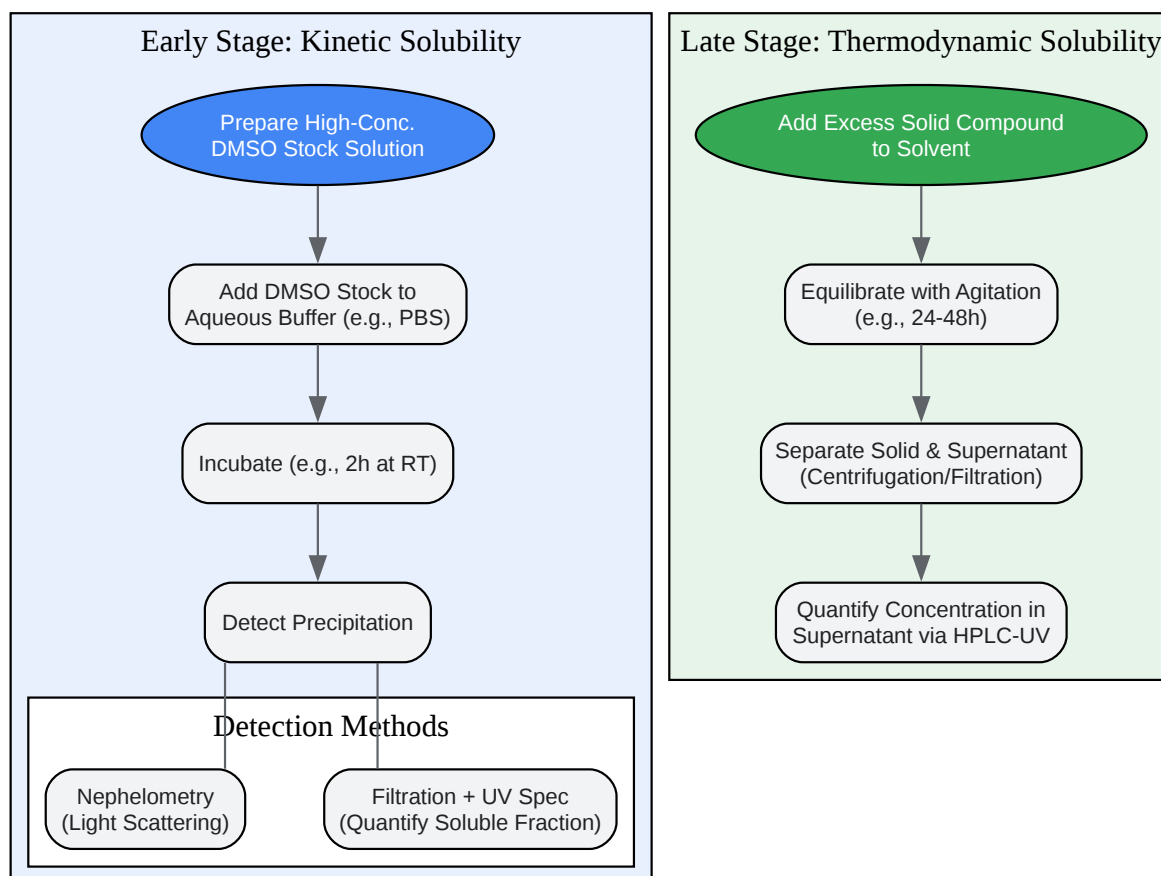 Early Stage: Kinetic Solubility
Prepare High-Conc.
DMSO Stock Solution
Add DMSO Stock to
Aqueous Buffer (e.g., PBS)
Incubate (e.g., 2h at RT)
Detect Precipitation
Detection Methods
Nephelometry
(Light Scattering)
Filtration + UV Spec
(Quantify Soluble Fraction)
Late Stage: Thermodynamic Solubility
Add Excess Solid Compound
to Solvent
Equilibrate with Agitation
(e.g., 24-48h)
Separate Solid & Supernatant
(Centrifugation/Filtration)
Quantify Concentration in
Supernatant via HPLC-UV